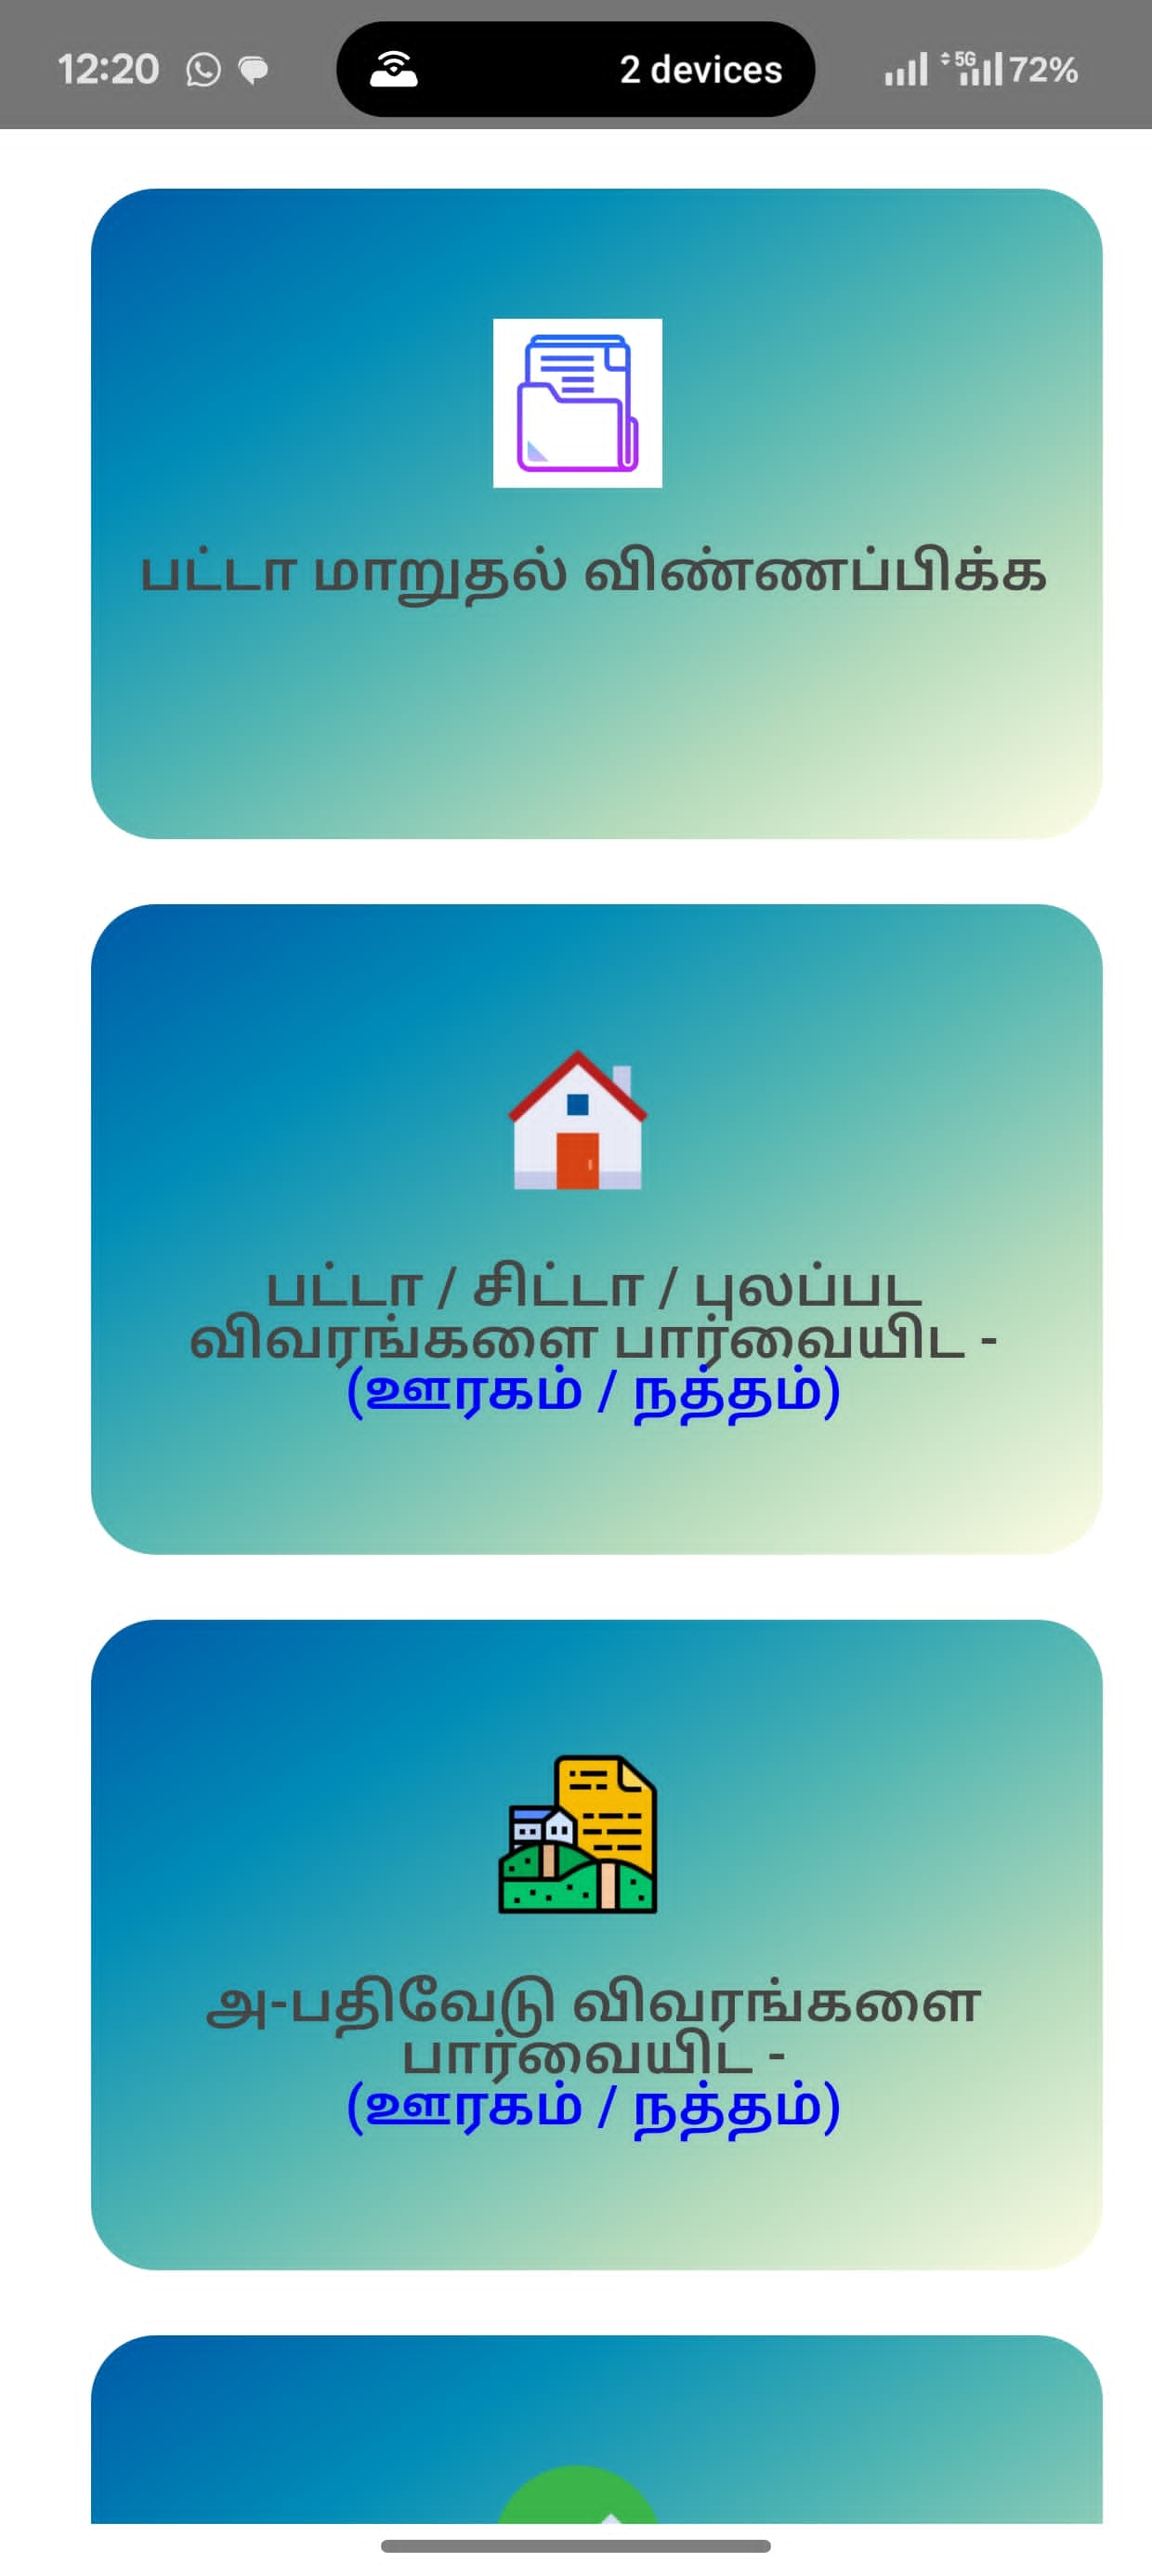 12:20
2 devices
5G
72%
பட்டா மாறுதல் விண்ணப்பிக்க
பட்டா / சிட்டா / புலப்பட
விவரங்களை பார்வையிட -
(ஊரகம் / நத்தம்)
அ-பதிவேடு விவரங்களை
பார்வையிட -
(ஊரகம் / நத்தம்)